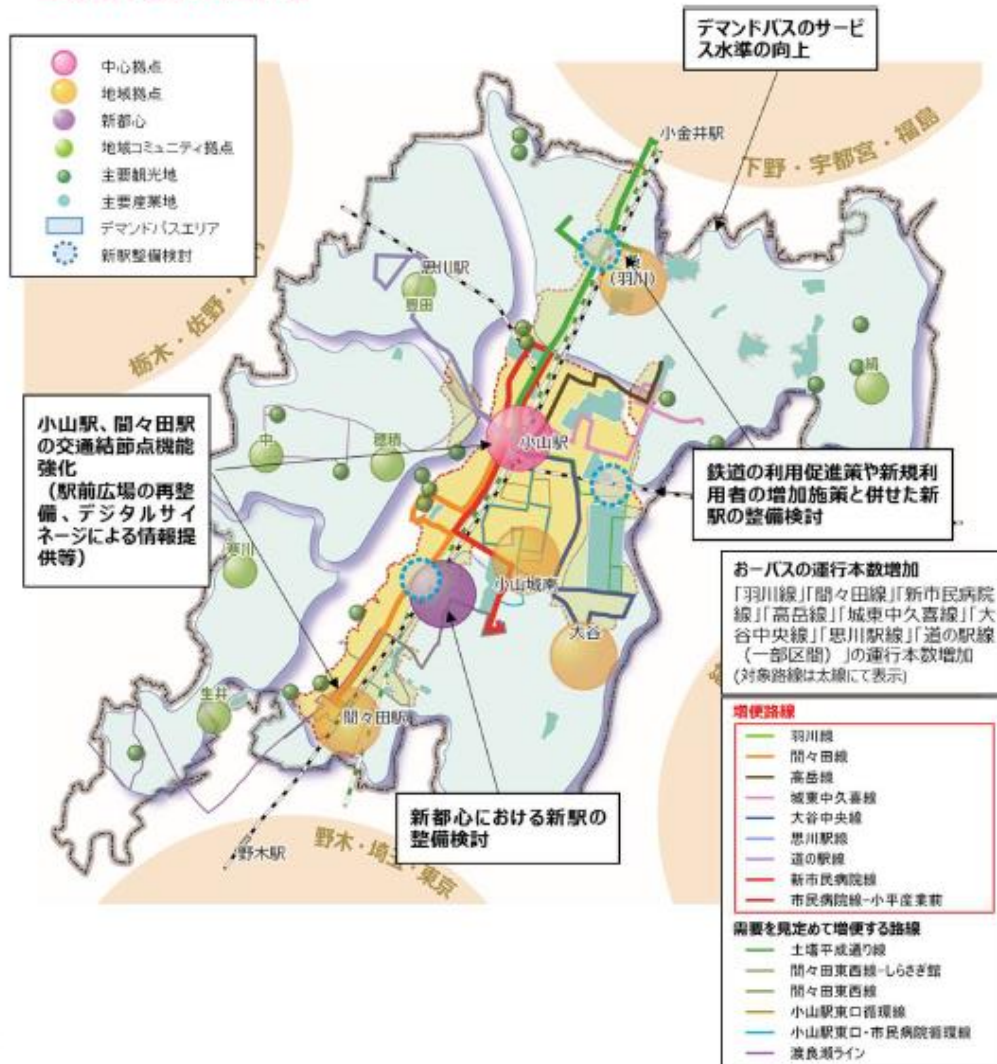 中心拠点
地域拠点
新都心
地域コミュニティ拠点
主要観光地
主要産業地
デマンドバスエリア
新駅整備検討
デマンドバスのサービ
ス水準の向上
小金井駅
下野・宇都宮・福島
(羽川)
思川駅
豊田
栃木・佐野・
小山駅、間々田駅
の交通結節点機能
強化
(駅前広場の再整
備、デジタルサイ
ネージによる情報提
供等)
中
穂積
小山駅
絹
鉄道の利用促進策や新規利
用者の増加施策と併せた新
駅の整備検討
寒川
小山城南
大谷
生井
間々田駅
新都心における新駅の
整備検討
野木駅
野木・埼玉・東京
おーバスの運行本数増加
「羽川線」「間々田線」「新市民病院
線」「高岳線」「城東中久喜線」「大
谷中央線」「思川駅線」「道の駅線
(一部区間)」の運行本数増加
(対象路線は太線にて表示)
増便路線
羽川線
間々田線
高岳線
城東中久喜線
大谷中央線
思川駅線
道の駅線
新市民病院線
市民病院線-小平産業前
需要を見定めて増便する路線
土塔平成通り線
間々田東西線-しらさぎ館
間々田東西線
小山駅東口循環線
小山駅東口・市民病院循環線
渡良瀬ライン